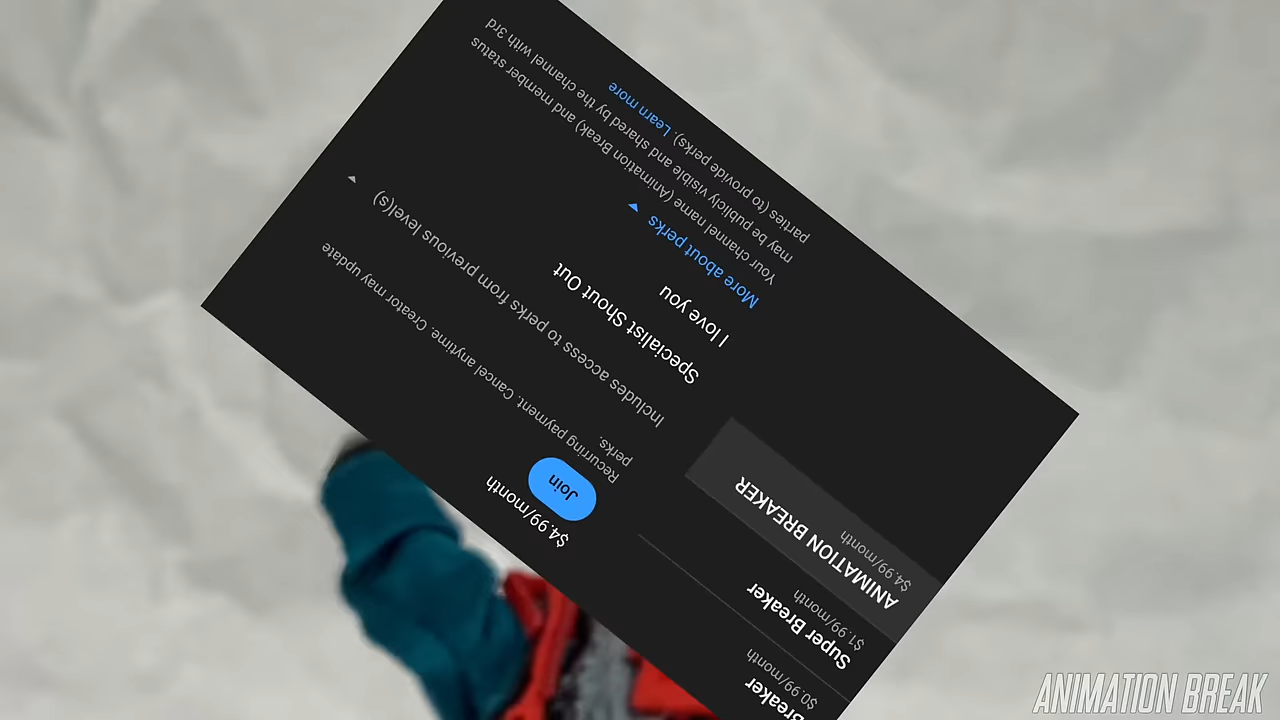 Breaker
$0.99/month
Super Breaker
$1.99/month
ANIMATION BREAKER
$4.99/month
$4.99/month
Join
Recurring payment. Cancel anytime. Creator may update
perks.
Includes access to perks from previous level(s)
Specialist Shout Out
I love you
More about perks
Your channel name (Animation Break) and member status
may be publicly visible and shared by the channel with 3rd
parties (to provide perks). Learn more
ANIMATION BREAK